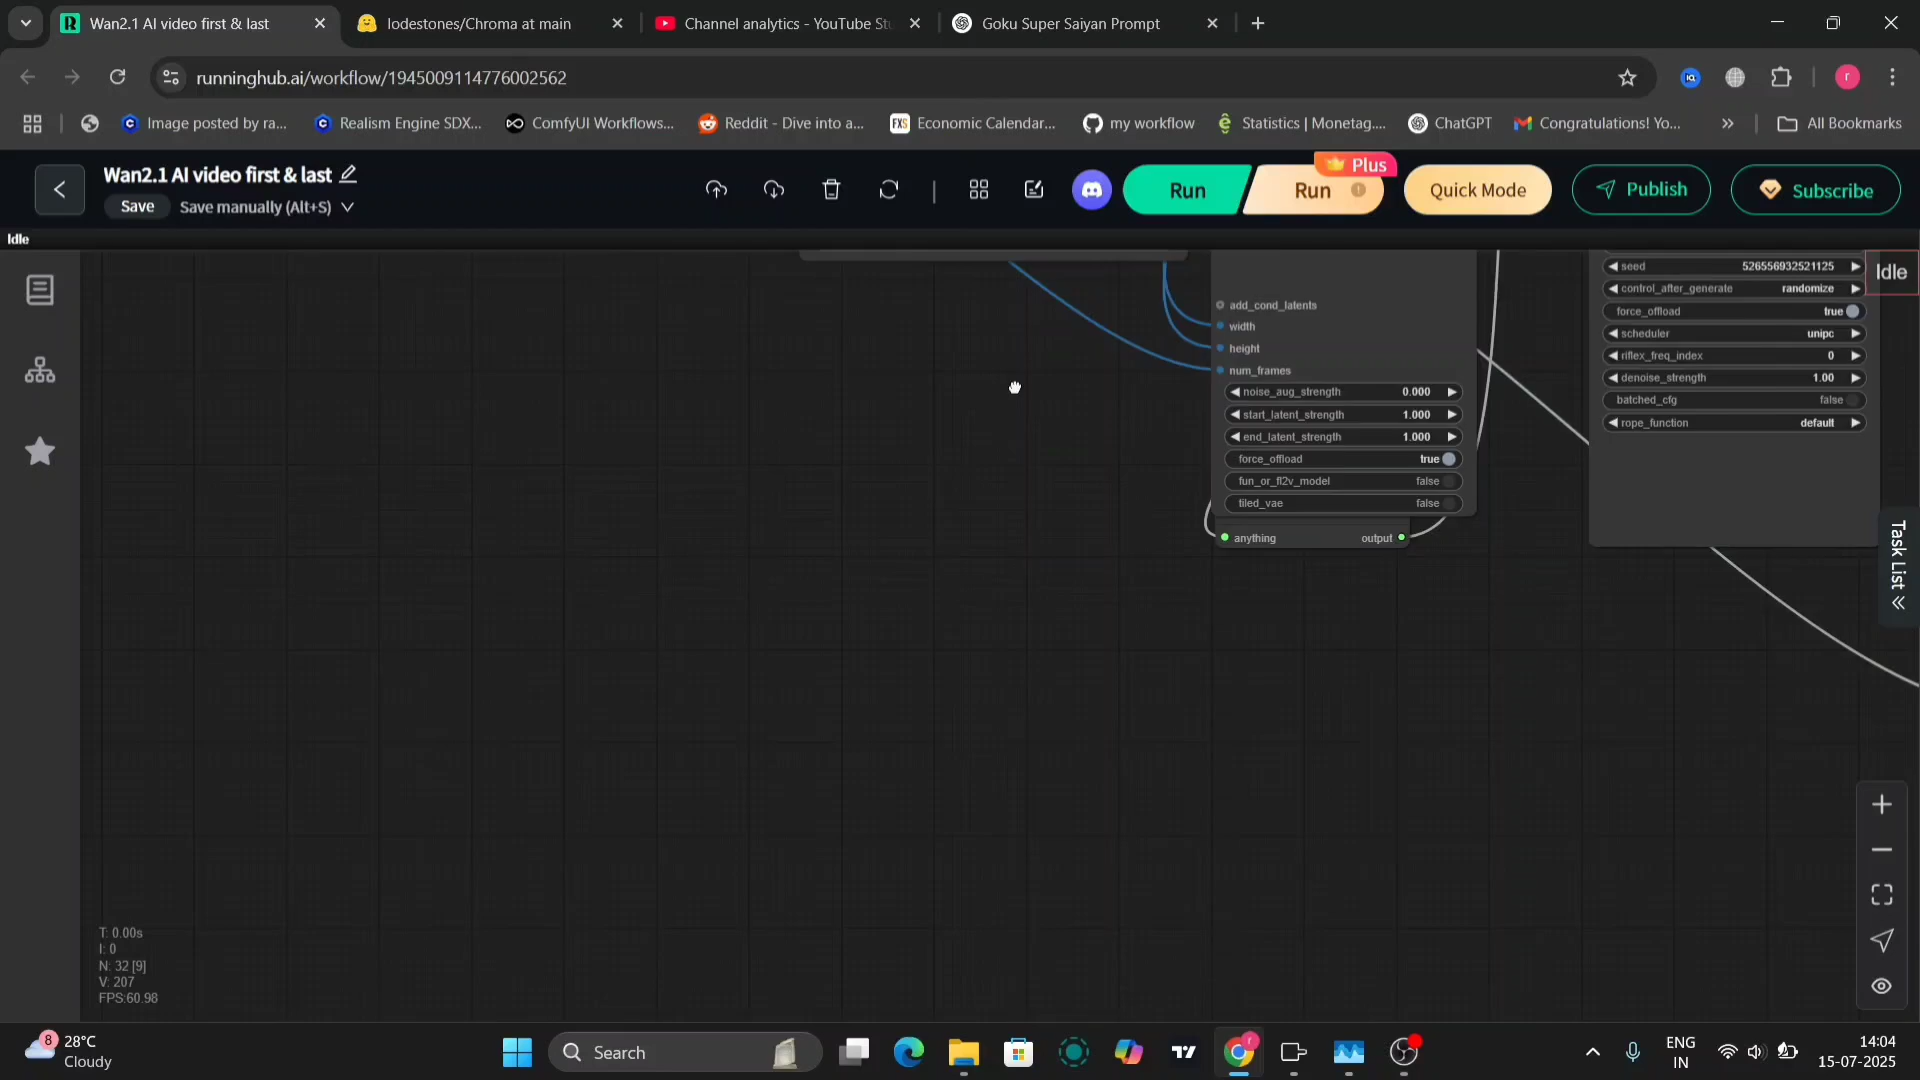 Wan2.1 AI video first & last
lodestones/Chroma at main
Channel analytics - YouTube Stu
Goku Super Saiyan Prompt
runninghub.ai/workflow/1945009114776002562
Image posted by ra...
Realism Engine SDX...
ComfyUI Workflows...
Reddit - Dive into a...
Economic Calendar...
my workflow
Statistics | Monetag....
ChatGPT
Congratulations! Yo...
All Bookmarks
Wan2.1 AI video first & last
Save
Save manually (Alt+S)
Run
Run
Plus
Quick Mode
Publish
Subscribe
Idle
Idle
add_cond_latents
width
height
num_frames
noise_aug_strength 0.000
start_latent_strength 1.000
end_latent_strength 1.000
force_offload true
fun_or_fl2v_model false
tiled_vae false
anything output
seed 526556932521125
control_after_generate randomize
force_offload true
scheduler unipc
riflex_freq_index 0
denoise_strength 1.00
batched_cfg false
rope_function default
Task List
T: 0.00s
I: 0
N: 32 [9]
V: 207
FPS:60.98
8
28°C
Cloudy
Search
ENG
IN
14:04
15-07-2025